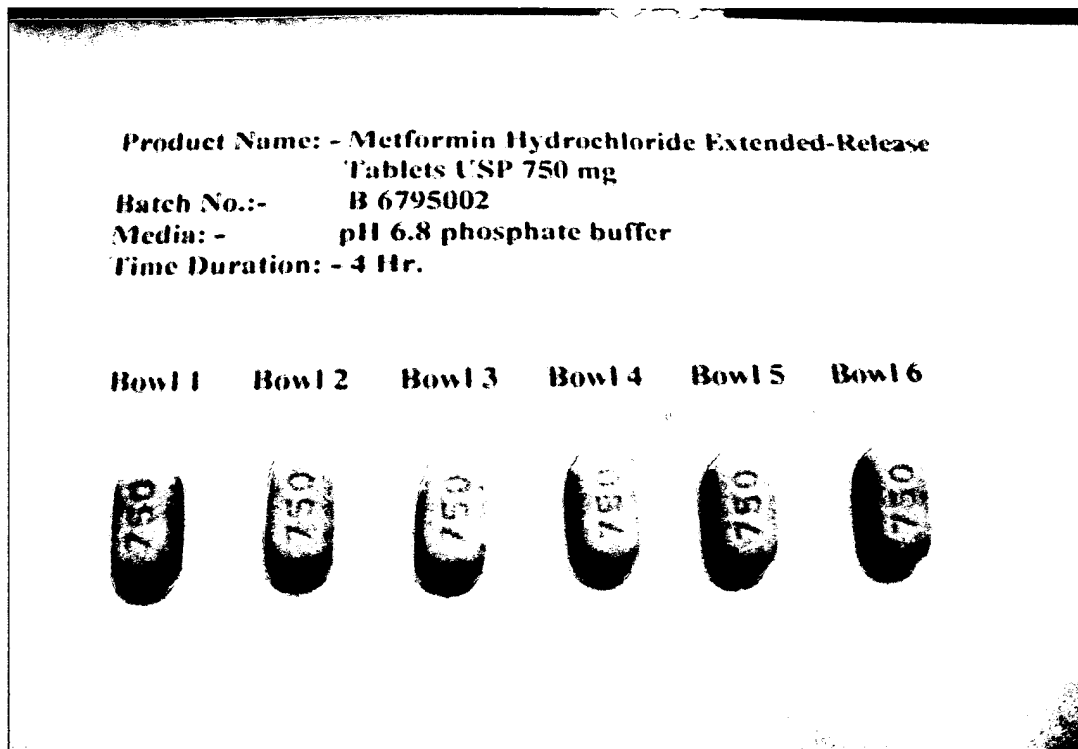 Product Name: - Metformin Hydrochloride Extended-Release
Tablets USP 750 mg
Batch No.:- B 6795002
Media: - pH 6.8 phosphate buffer
Time Duration: - 4 Hr.
Bowl 1 Bowl 2 Bowl 3 Bowl 4 Bowl 5 Bowl 6
750 750 750 750 750 750